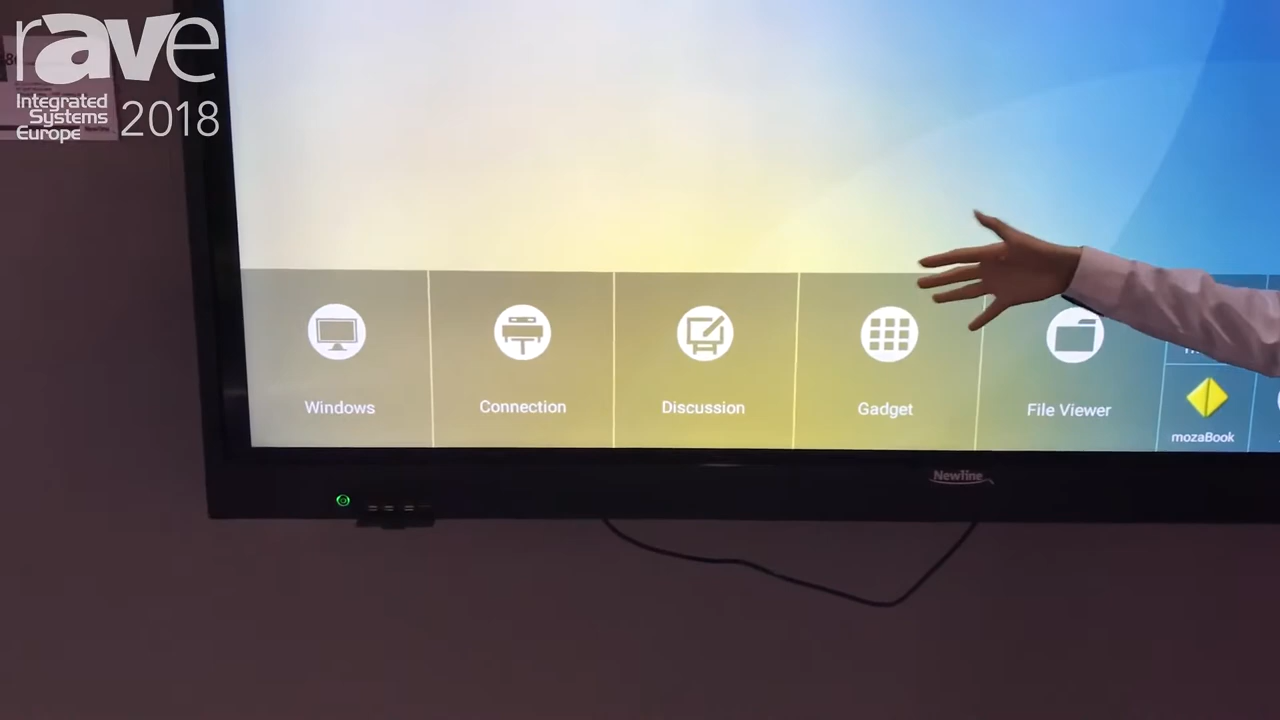 rAVe
Integrated
Systems
Europe
2018
Windows
Connection
Discussion
Gadget
File Viewer
mozaBook
Newline